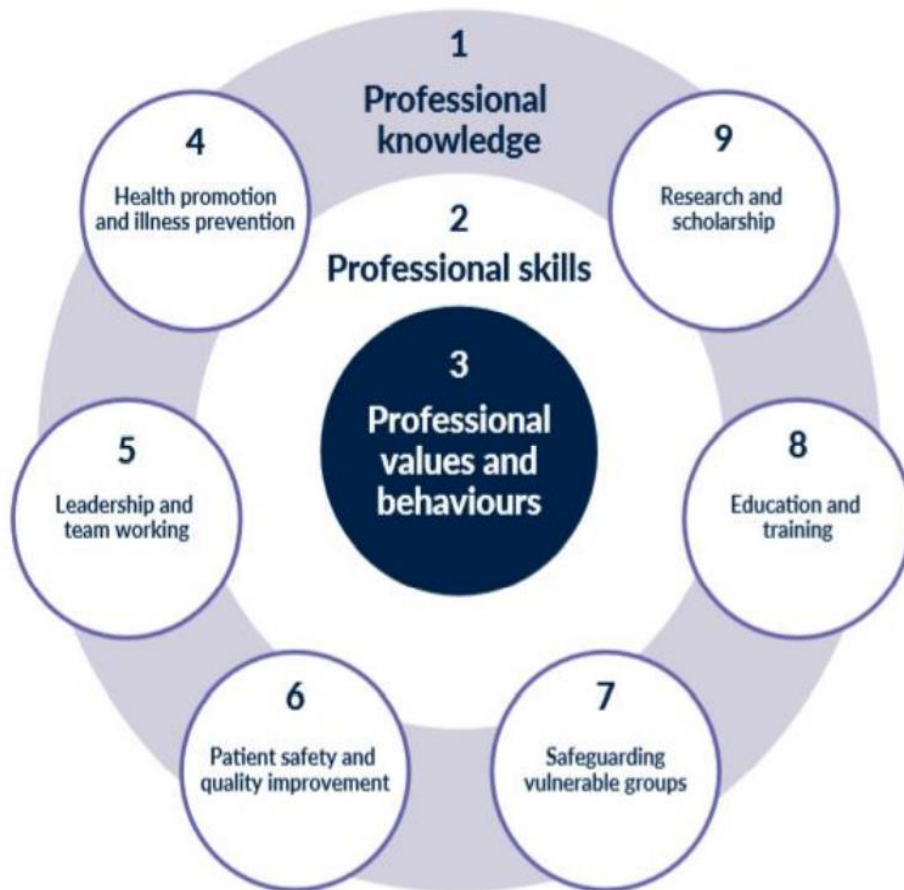 1
Professional
knowledge
2
Professional skills
3
Professional
values and
behaviours
4
Health promotion
and illness prevention
5
Leadership and
team working
6
Patient safety and
quality improvement
7
Safeguarding
vulnerable groups
8
Education and
training
9
Research and
scholarship